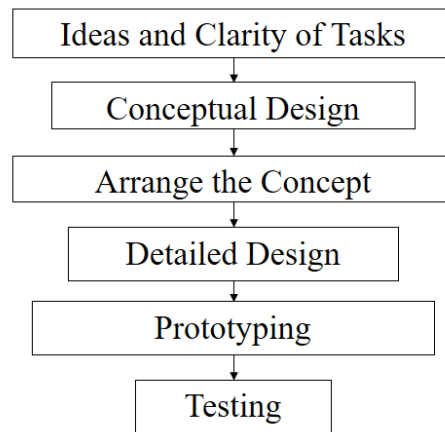 Ideas and Clarity of Tasks
Conceptual Design
Arrange the Concept
Detailed Design
Prototyping
Testing